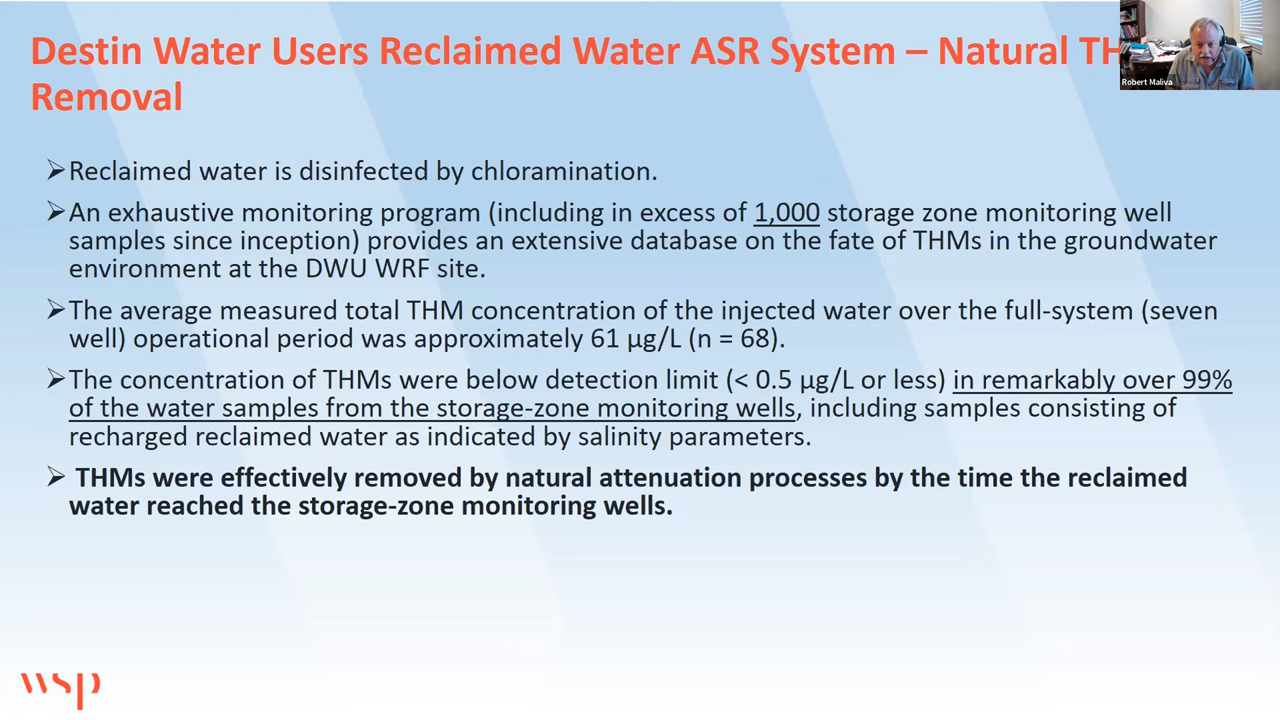 Destin Water Users Reclaimed Water ASR System – Natural TH
Removal
Robert Maliva
➢Reclaimed water is disinfected by chloramination.
➢An exhaustive monitoring program (including in excess of 1,000 storage zone monitoring well
samples since inception) provides an extensive database on the fate of THMs in the groundwater
environment at the DWU WRF site.
➢The average measured total THM concentration of the injected water over the full-system (seven
well) operational period was approximately 61 µg/L (n = 68).
➢The concentration of THMs were below detection limit (< 0.5 µg/L or less) in remarkably over 99%
of the water samples from the storage-zone monitoring wells, including samples consisting of
recharged reclaimed water as indicated by salinity parameters.
➢ THMs were effectively removed by natural attenuation processes by the time the reclaimed
water reached the storage-zone monitoring wells.
wsp